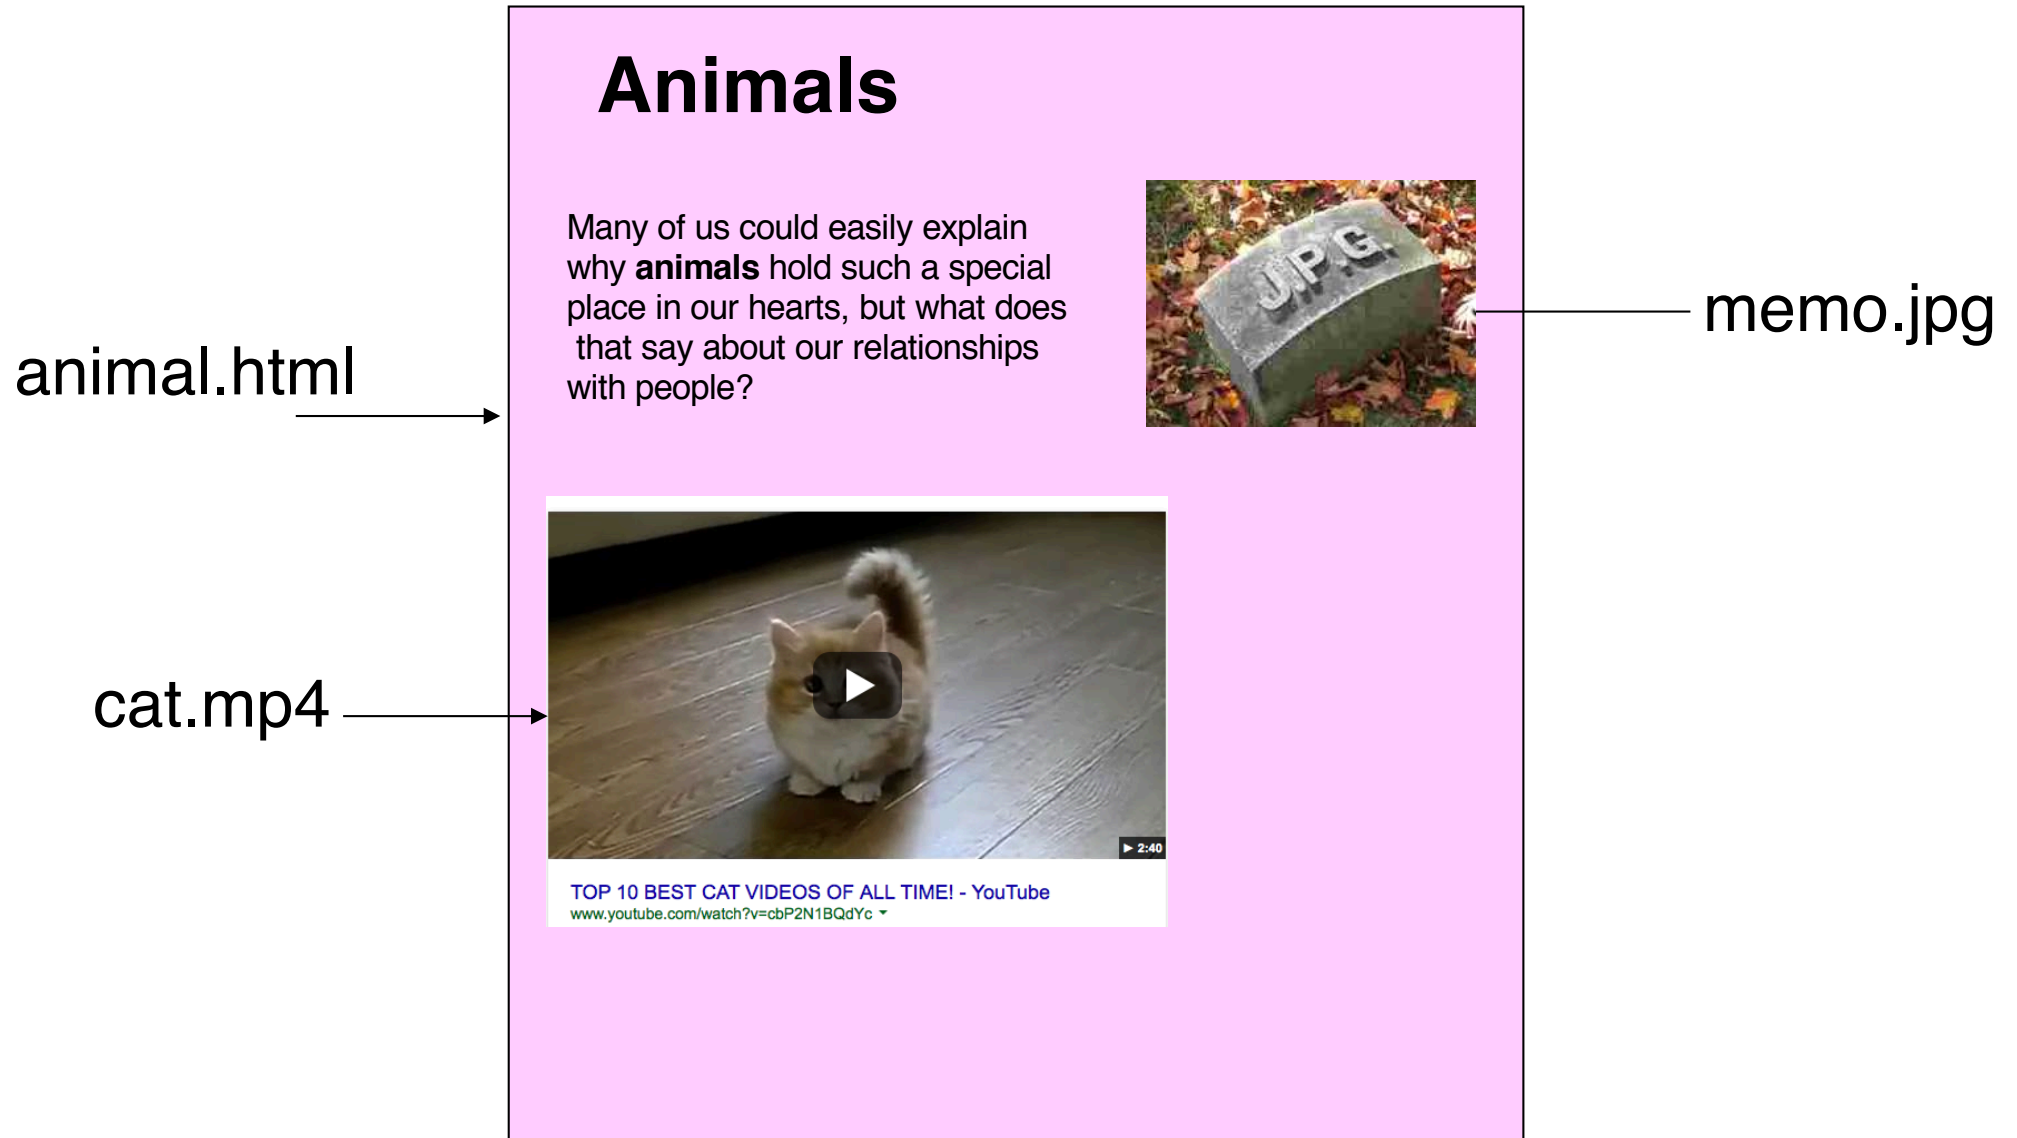 Animals
Many of us could easily explain
why animals hold such a special
place in our hearts, but what does
that say about our relationships
with people?
J.P.G.
memo.jpg
animal.html
cat.mp4
2:40
TOP 10 BEST CAT VIDEOS OF ALL TIME! - YouTube
www.youtube.com/watch?v=cbP2N1BQdYc